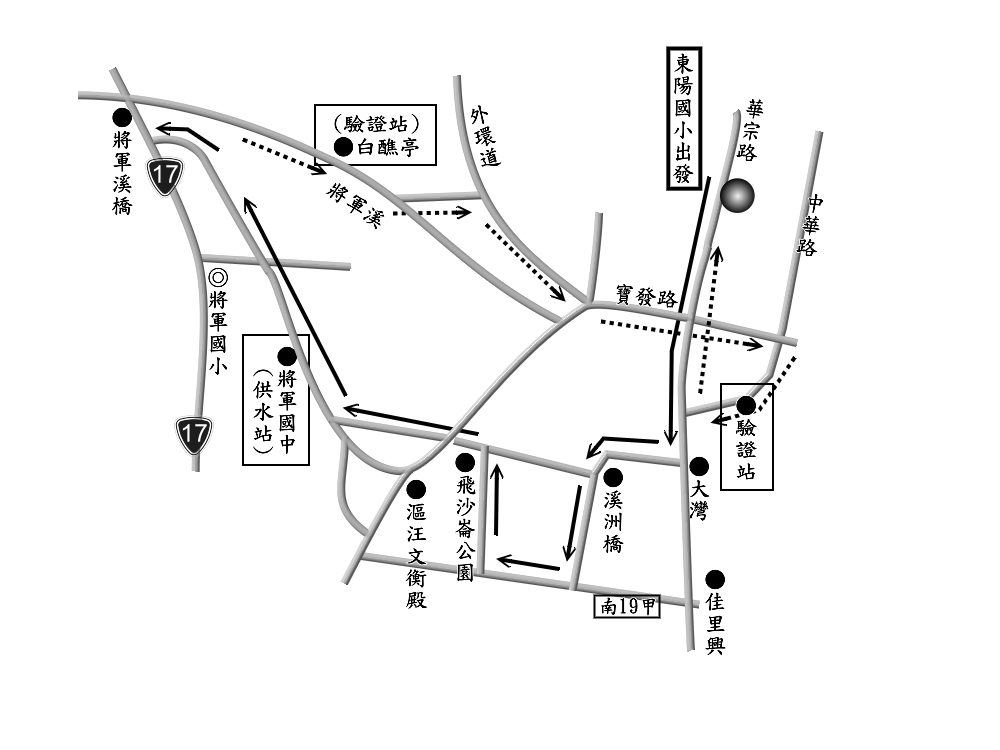 東陽國小出發
華宗路
外環道
（驗證站）
白醮亭
將軍溪橋
17
將軍溪
中華路
將軍國小
寶發路
將軍國中
（供水站）
17
驗證站
大灣
溪洲橋
飛沙崙公園
漚汪文衡殿
南19甲
佳里興